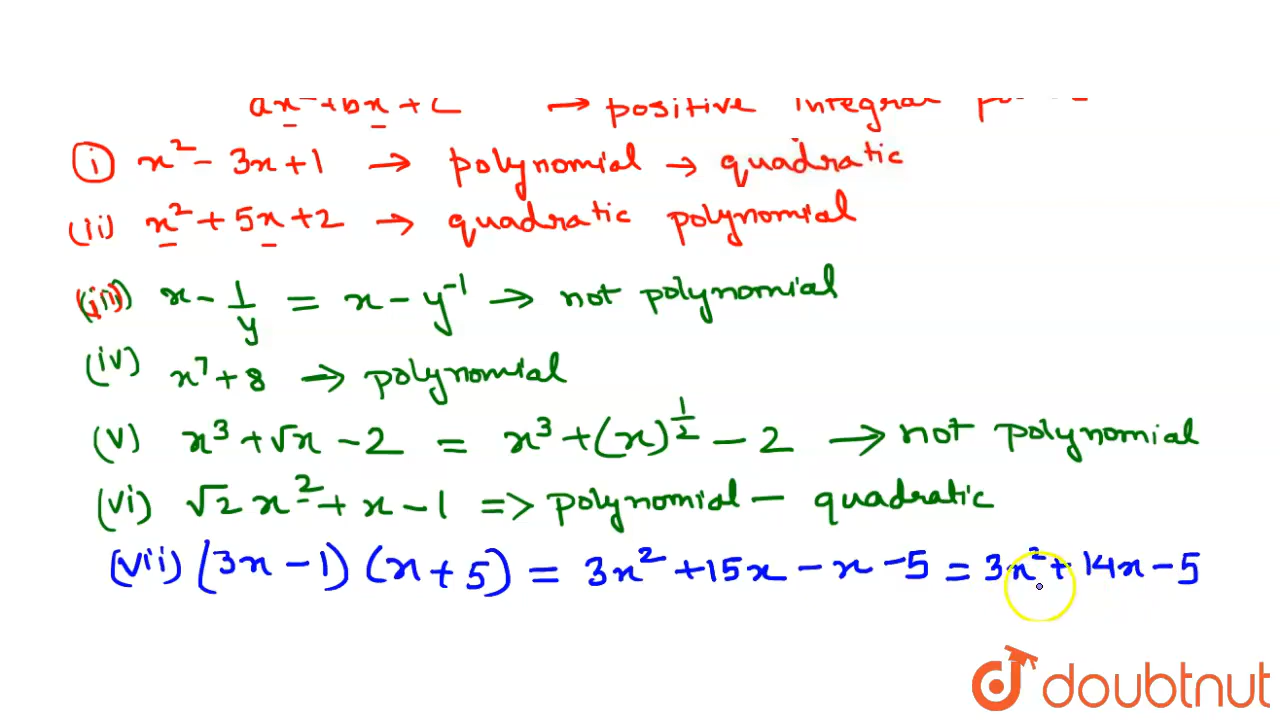 ax²+bx+c → positive integral
(i) x² - 3x+1 → polynomial → quadratic
(ii) x² + 5x+2 → quadratic polynomial
(iii) x - 1/y = x - y⁻¹ → not polynomial
(iv) x⁷+8 → polynomial
(v) x³+√x -2 = x³+(x)^(1/2) -2 → not polynomial
(vi) √2 x²+ x -1 => polynomial - quadratic
(vii) (3x-1) (x+5) = 3x² +15x - x -5 = 3x²+ 14x-5
doubtnut